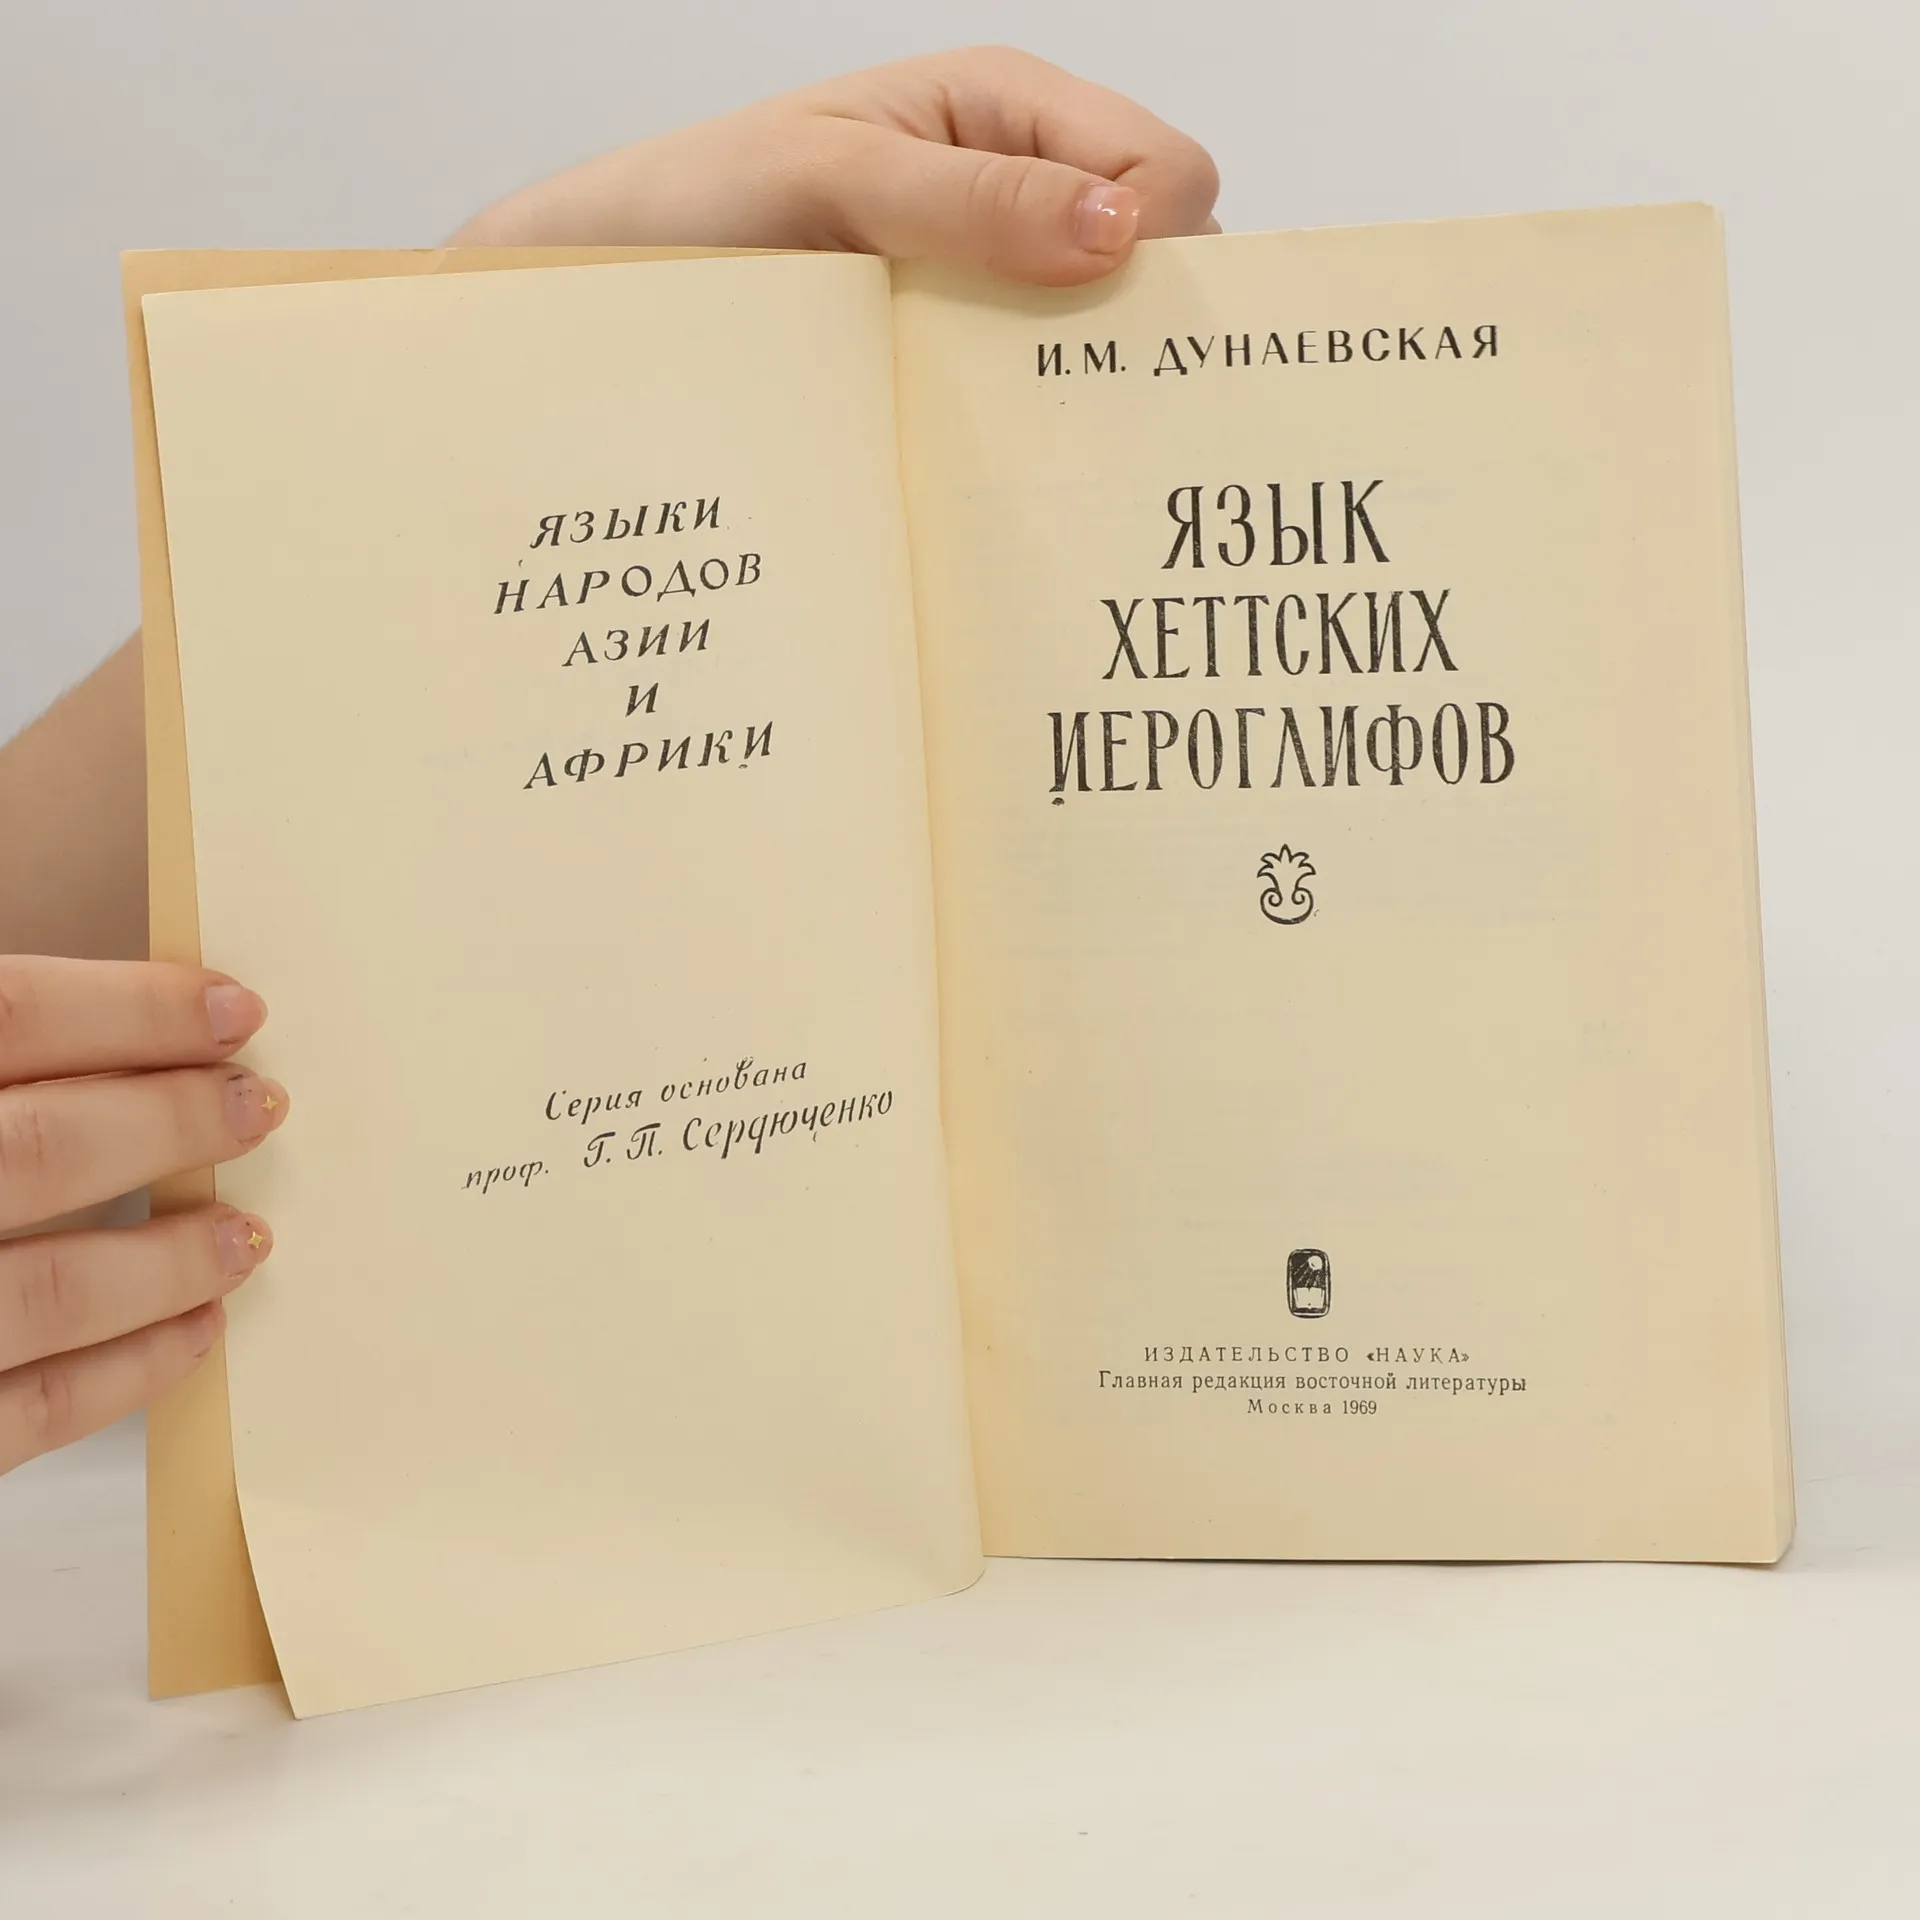 ЯЗЫКИ
НАРОДОВ
АЗИИ
И
АФРИКИ
Серия основана
проф. Г. П. Сердюченко
И. М. ДУНАЕВСКАЯ
ЯЗЫК
ХЕТТСКИХ
ИЕРОГЛИФОВ
ИЗДАТЕЛЬСТВО «НАУКА»
Главная редакция восточной литературы
Москва 1969